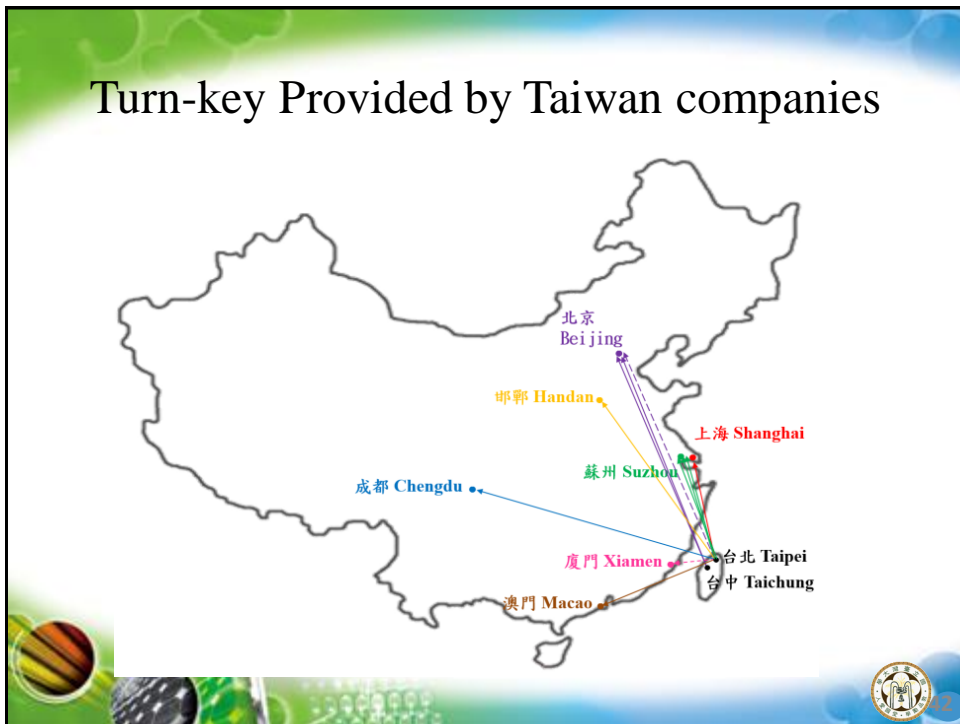 Turn-key Provided by Taiwan companies
北京
Beijing
邯鄲 Handan
上海 Shanghai
蘇州 Suzhou
成都 Chengdu
台北 Taipei
廈門 Xiamen
台中 Taichung
澳門 Macao
42